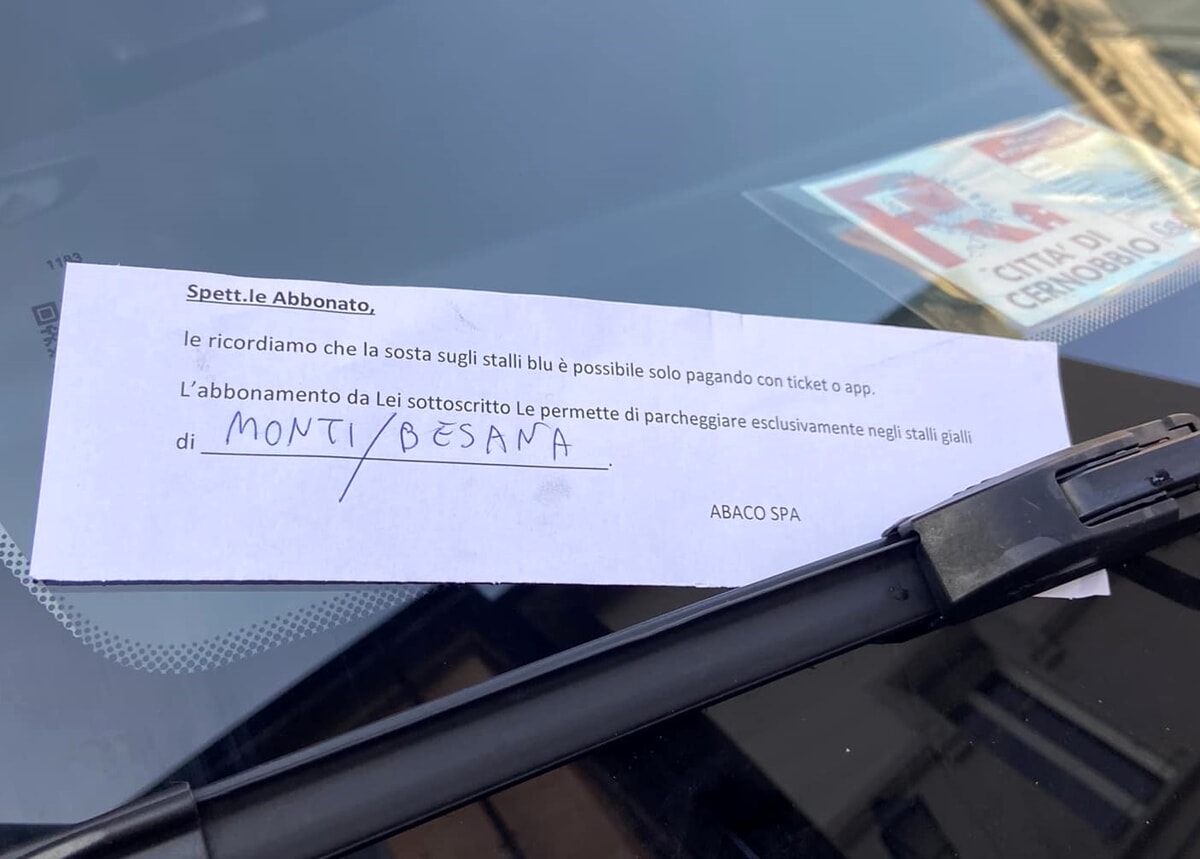 1183
Spett.le Abbonato,
le ricordiamo che la sosta sugli stalli blu è possibile solo pagando con ticket o app.
L'abbonamento da Lei sottoscritto Le permette di parcheggiare esclusivamente negli stalli gialli
di MONTI/BESANA.
ABACO SPA
CITTA' DI
CERNOBBIO